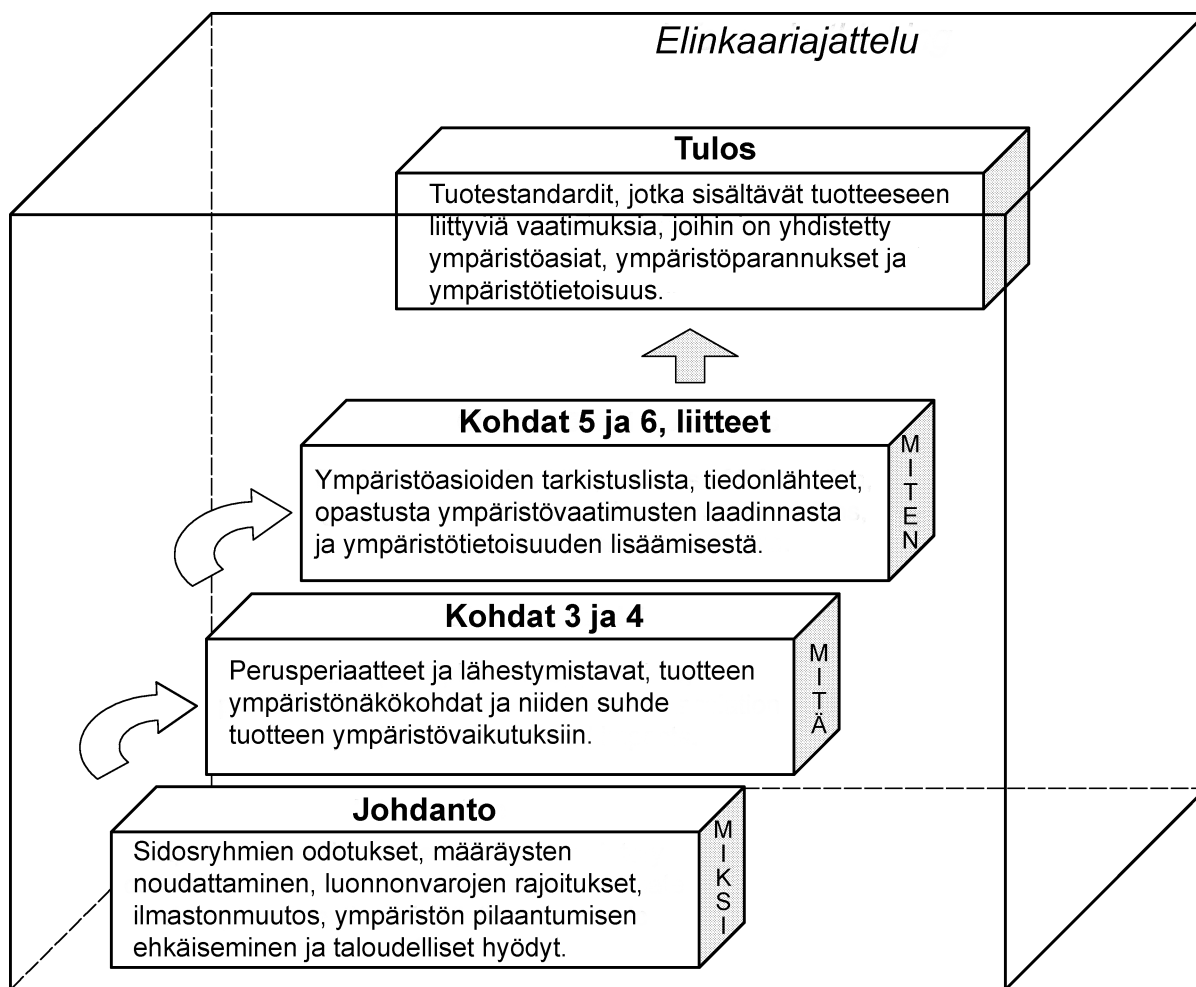 Elinkaariajattelu
Tulos
Tuotestandardit, jotka sisältävät tuotteeseen
liittyviä vaatimuksia, joihin on yhdistetty
ympäristöasiat, ympäristöparannukset ja
ympäristötietoisuus.
Kohdat 5 ja 6, liitteet
Ympäristöasioiden tarkistuslista, tiedonlähteet,
opastusta ympäristövaatimusten laadinnasta
ja ympäristötietoisuuden lisäämisestä.
MITEN
Kohdat 3 ja 4
Perusperiaatteet ja lähestymistavat, tuotteen
ympäristönäkökohdat ja niiden suhde
tuotteen ympäristövaikutuksiin.
MITÄ
Johdanto
Sidosryhmien odotukset, määräysten
noudattaminen, luonnonvarojen rajoitukset,
ilmastonmuutos, ympäristön pilaantumisen
ehkäiseminen ja taloudelliset hyödyt.
MIKSI